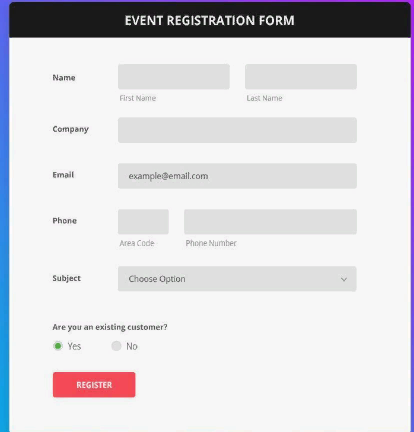 EVENT REGISTRATION FORM
Name
First Name Last Name
Company
Email example@email.com
Phone
Area Code Phone Number
Subject Choose Option
Are you an existing customer?
Yes No
REGISTER